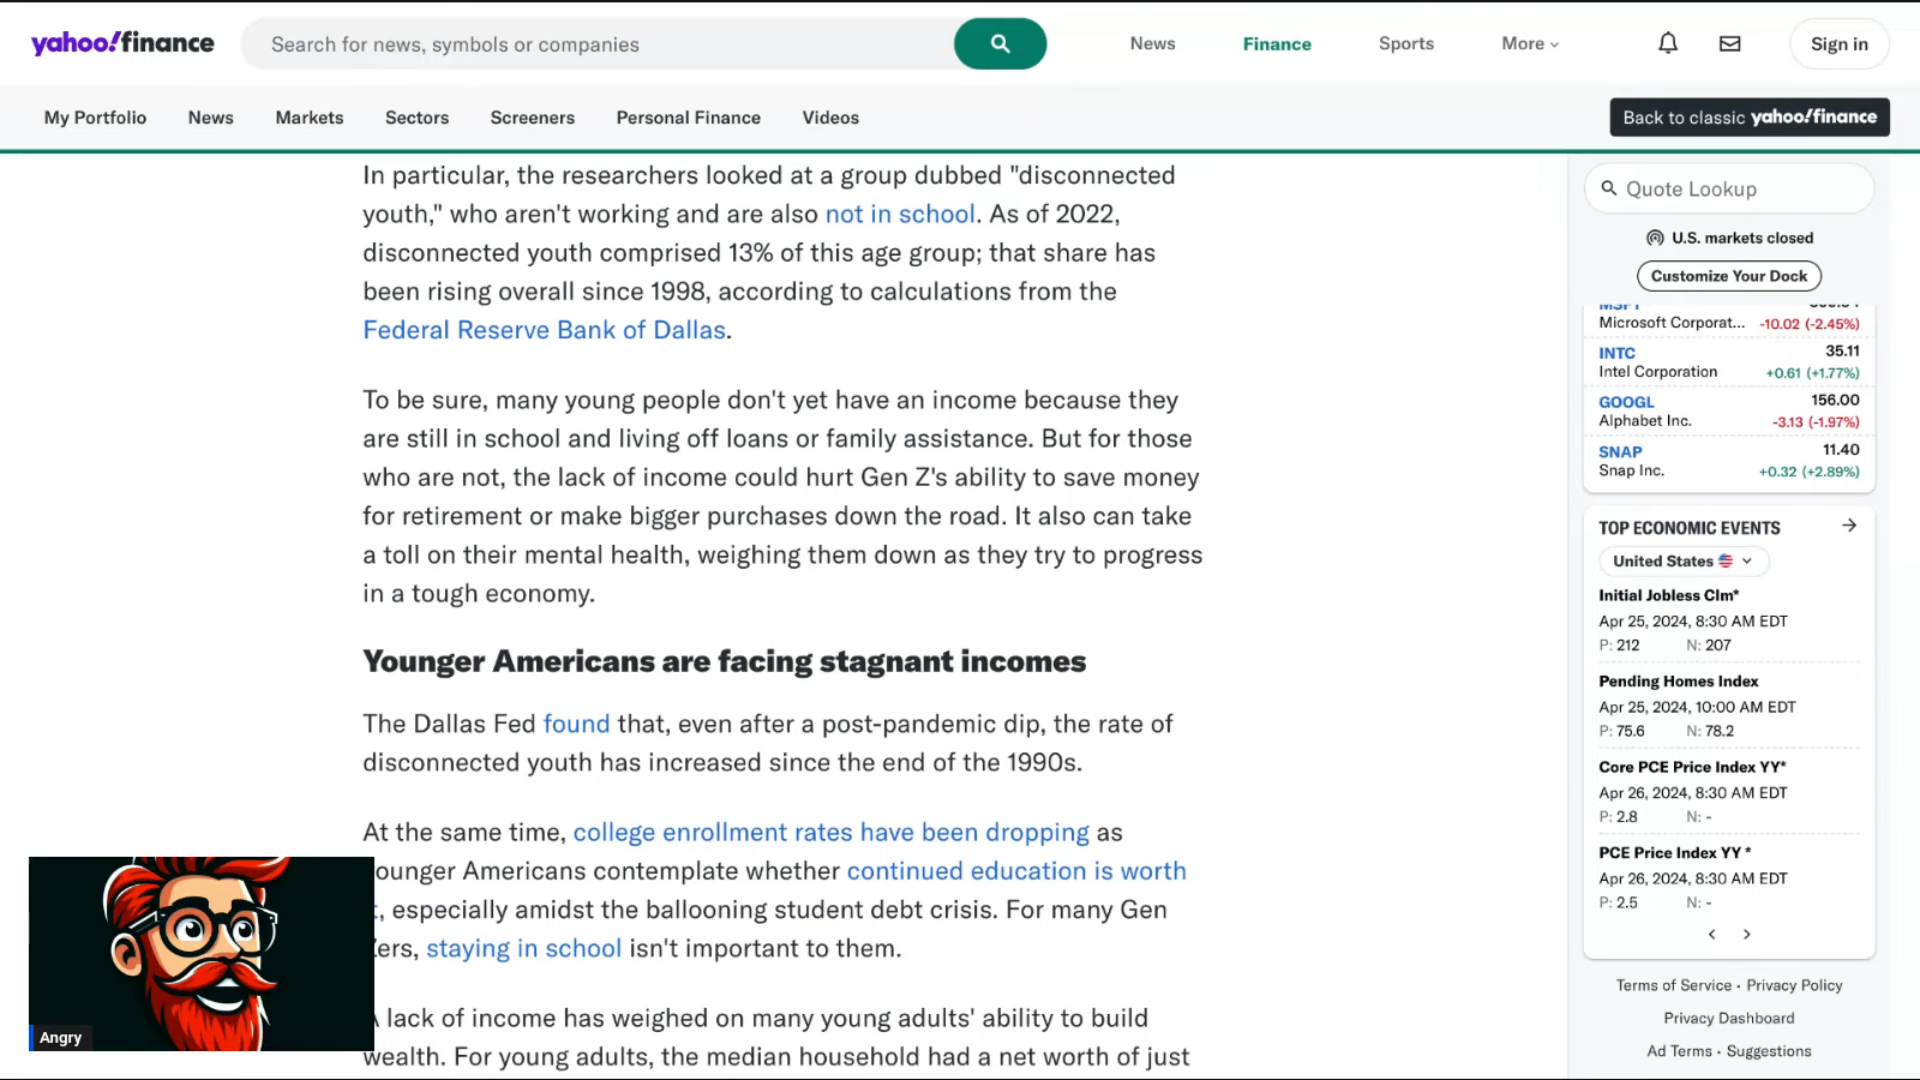 yahoo!finance
Search for news, symbols or companies
News
Finance
Sports
More
Sign in
My Portfolio
News
Markets
Sectors
Screeners
Personal Finance
Videos
Back to classic yahoo!finance
In particular, the researchers looked at a group dubbed "disconnected
youth," who aren't working and are also not in school. As of 2022,
disconnected youth comprised 13% of this age group; that share has
been rising overall since 1998, according to calculations from the
Federal Reserve Bank of Dallas.
To be sure, many young people don't yet have an income because they
are still in school and living off loans or family assistance. But for those
who are not, the lack of income could hurt Gen Z's ability to save money
for retirement or make bigger purchases down the road. It also can take
a toll on their mental health, weighing them down as they try to progress
in a tough economy.
Younger Americans are facing stagnant incomes
The Dallas Fed found that, even after a post-pandemic dip, the rate of
disconnected youth has increased since the end of the 1990s.
At the same time, college enrollment rates have been dropping as
ounger Americans contemplate whether continued education is worth
, especially amidst the ballooning student debt crisis. For many Gen
ers, staying in school isn't important to them.
lack of income has weighed on many young adults' ability to build
wealth. For young adults, the median household had a net worth of just
Angry
Quote Lookup
U.S. markets closed
Customize Your Dock
MSFT
Microsoft Corporat... -10.02 (-2.45%)
INTC 35.11
Intel Corporation +0.61 (+1.77%)
GOOGL 156.00
Alphabet Inc. -3.13 (-1.97%)
SNAP 11.40
Snap Inc. +0.32 (+2.89%)
TOP ECONOMIC EVENTS
United States
Initial Jobless Clm*
Apr 25, 2024, 8:30 AM EDT
P: 212 N: 207
Pending Homes Index
Apr 25, 2024, 10:00 AM EDT
P: 75.6 N: 78.2
Core PCE Price Index YY*
Apr 26, 2024, 8:30 AM EDT
P: 2.8 N: -
PCE Price Index YY *
Apr 26, 2024, 8:30 AM EDT
P: 2.5 N: -
Terms of Service • Privacy Policy
Privacy Dashboard
Ad Terms • Suggestions